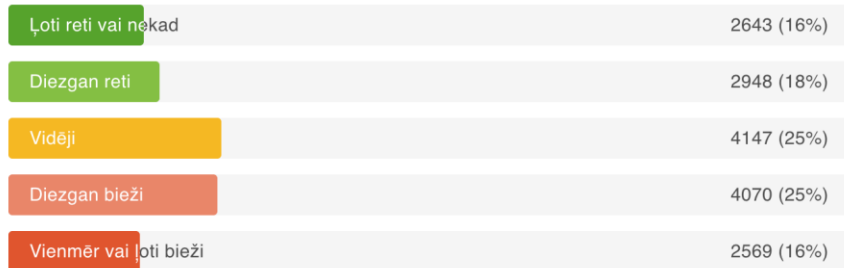 Ļoti reti vai nekad 2643 (16%)
Diezgan reti 2948 (18%)
Vidēji 4147 (25%)
Diezgan bieži 4070 (25%)
Vienmēr vai ļoti bieži 2569 (16%)